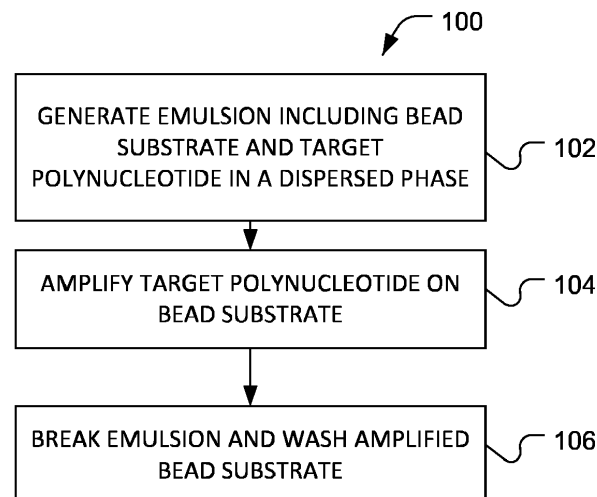 100
GENERATE EMULSION INCLUDING BEAD
SUBSTRATE AND TARGET
POLYNUCLEOTIDE IN A DISPERSED PHASE
102
AMPLIFY TARGET POLYNUCLEOTIDE ON
BEAD SUBSTRATE
104
BREAK EMULSION AND WASH AMPLIFIED
BEAD SUBSTRATE
106